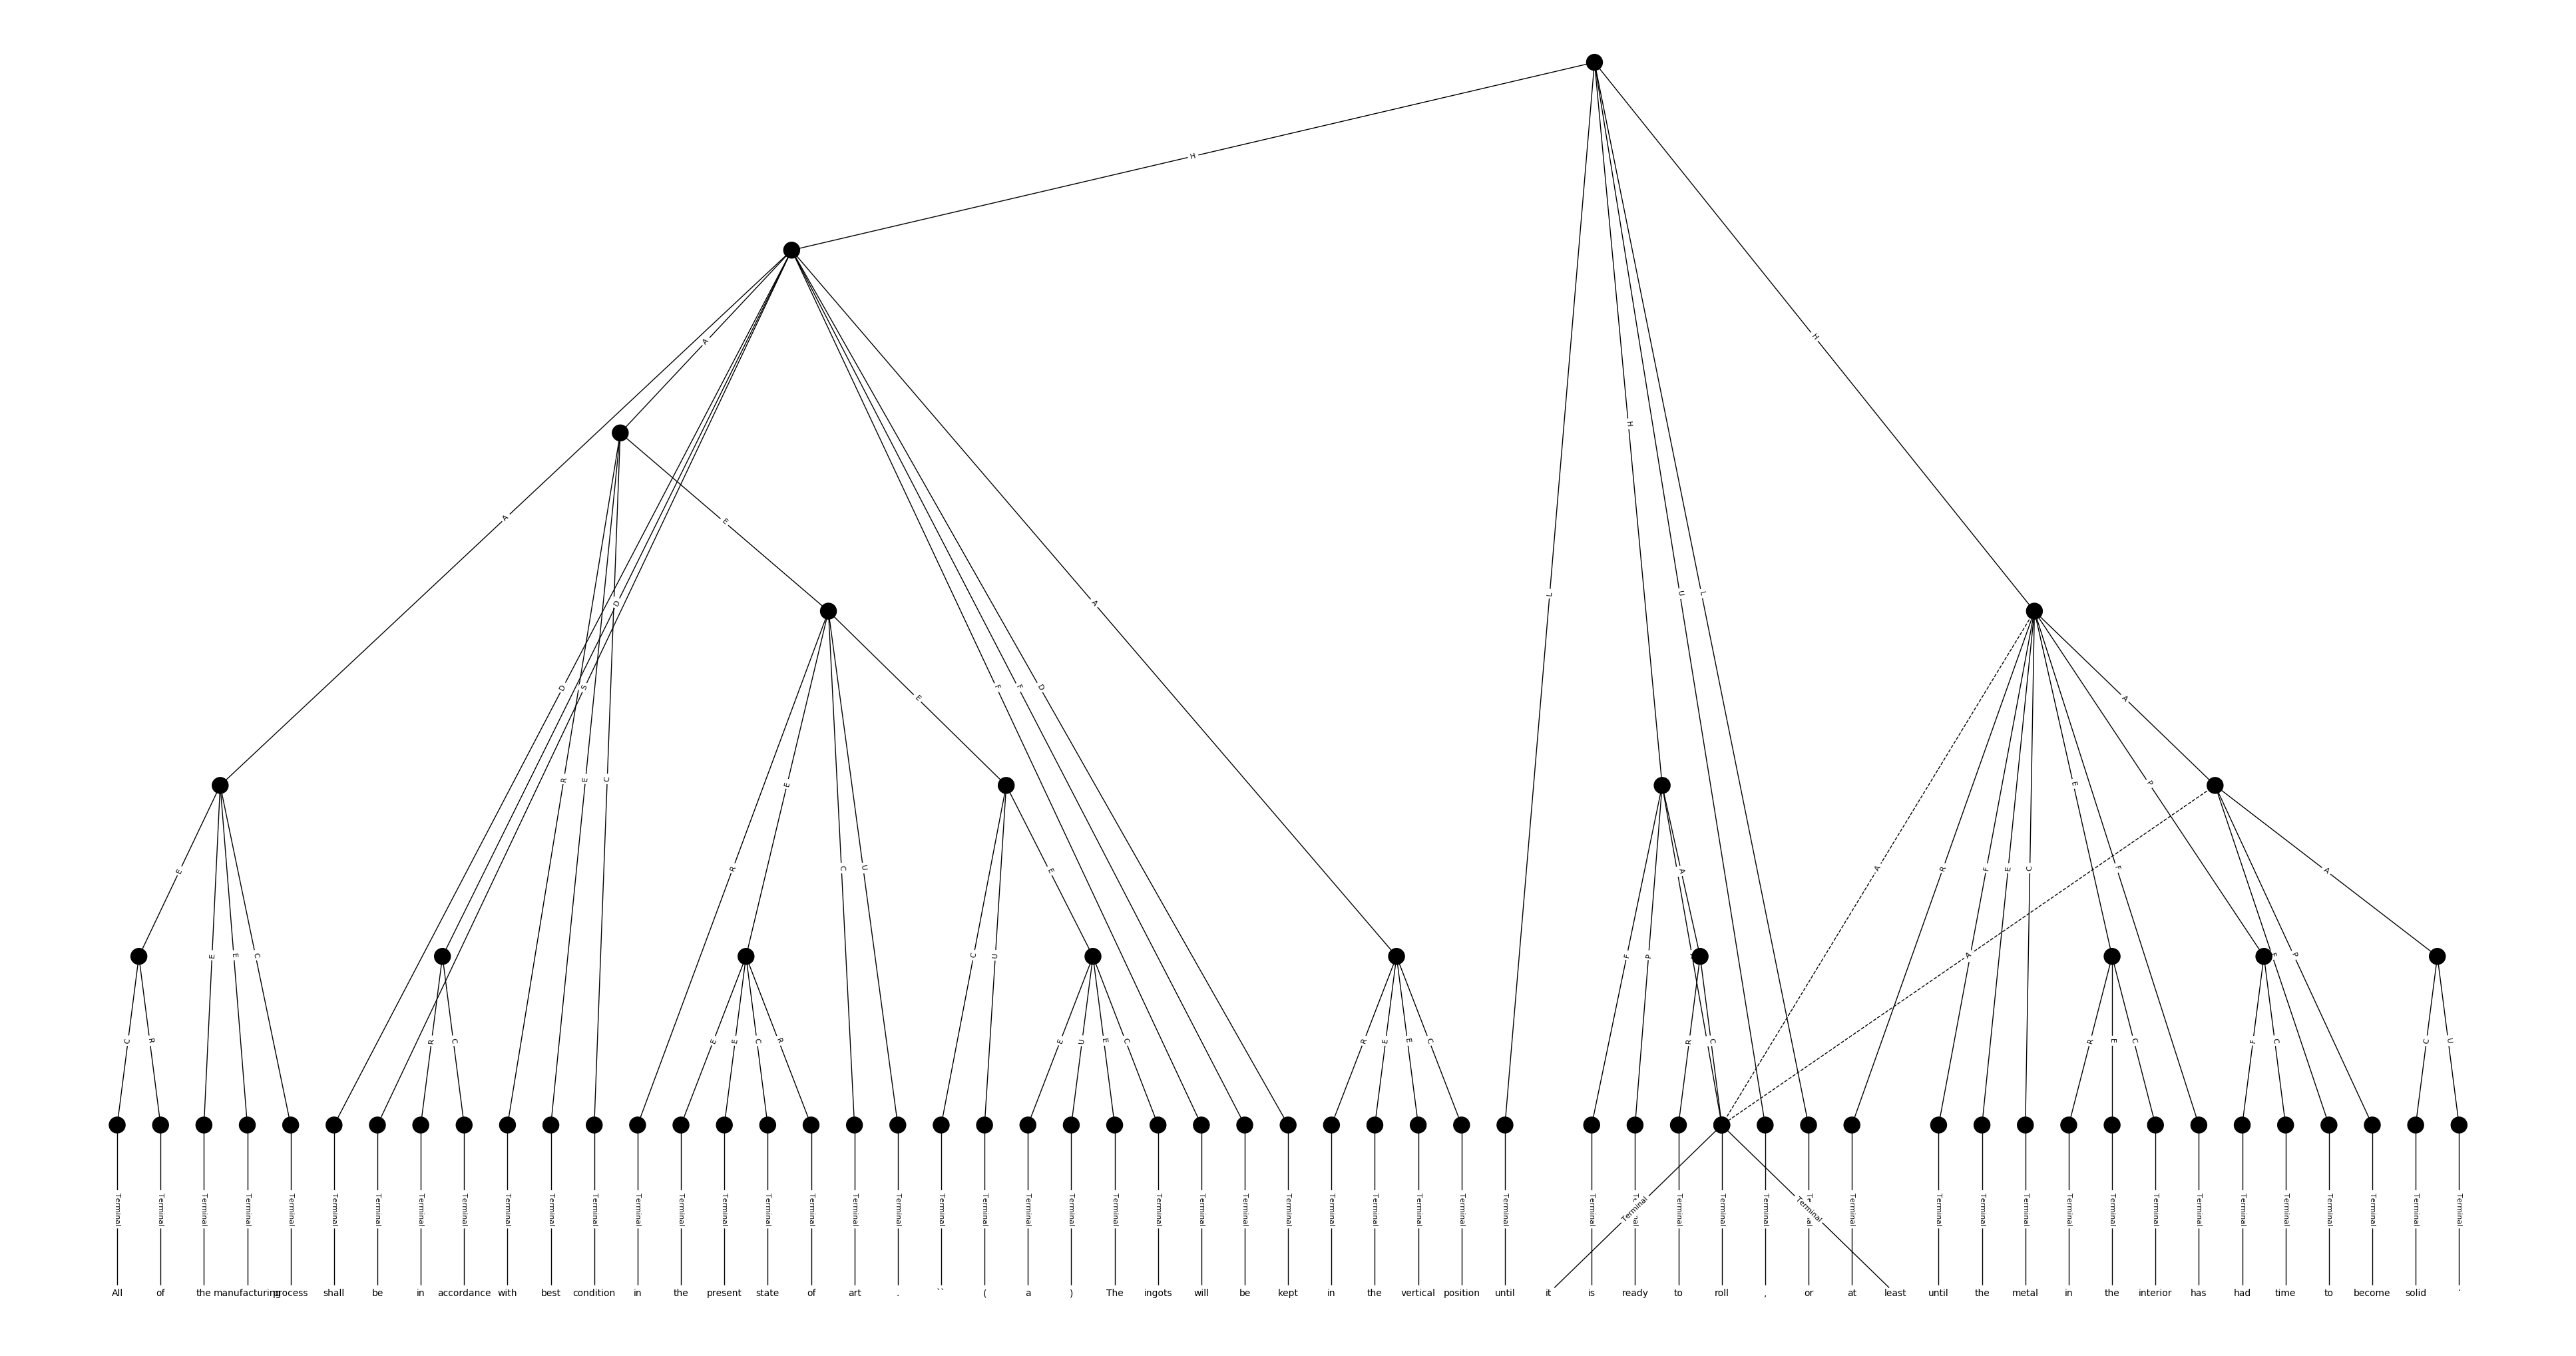 H
A
A
E
A
H
H
L
U
L
D
D
S
R
E
C
F
F
D
E
A
E
E
E
C
R
E
C
U
E
F
P
A
A
A
R
F
E
C
E
F
P
A
P
A
C
R
R
C
E
E
C
R
C
U
E
U
E
C
R
E
E
C
R
C
R
E
C
F
C
C
U
Terminal Terminal Terminal Terminal Terminal Terminal Terminal Terminal Terminal Terminal Terminal Terminal Terminal Terminal Terminal Terminal Terminal Terminal Terminal Terminal Terminal Terminal Terminal Terminal Terminal Terminal Terminal Terminal Terminal Terminal Terminal Terminal Terminal Terminal Terminal Terminal Terminal Terminal Terminal Terminal Terminal Terminal Terminal Terminal Terminal Terminal Terminal Terminal Terminal Terminal Terminal Terminal Terminal Terminal Terminal
All of the manufacturing process shall be in accordance with best condition in the present state of art . `` ( a ) The ingots will be kept in the vertical position until it is ready to roll , or at least until the metal in the interior has had time to become solid '